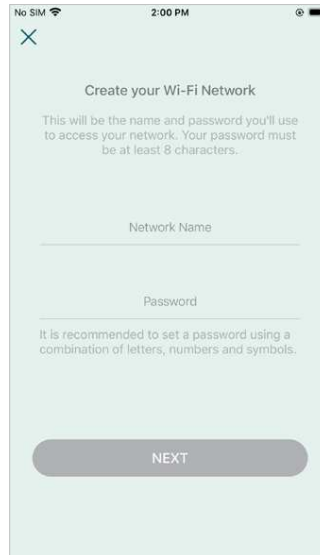 No SIM
2:00 PM
Create your Wi-Fi Network
This will be the name and password you'll use
to access your network. Your password must
be at least 8 characters.
Network Name
Password
It is recommended to set a password using a
combination of letters, numbers and symbols.
NEXT